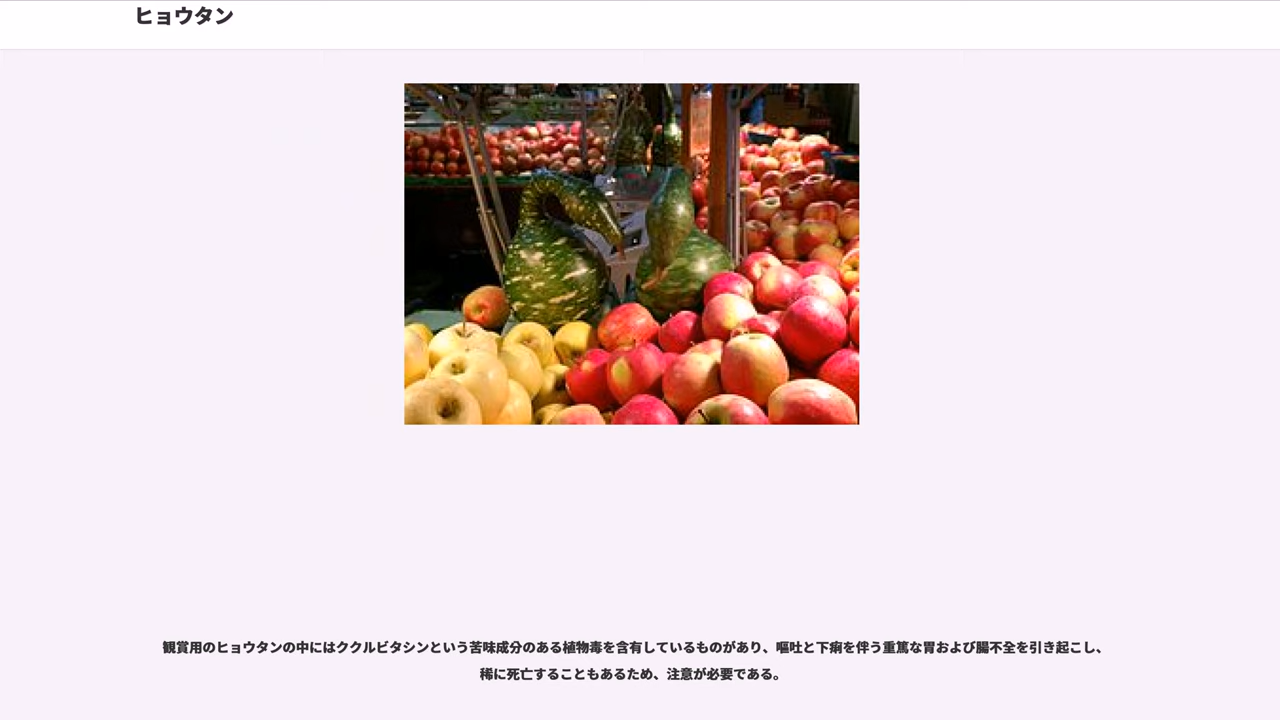 ヒョウタン
観賞用のヒョウタンの中にはククルビタシンという苦味成分のある植物毒を含有しているものがあり、嘔吐と下痢を伴う重篤な胃および腸不全を引き起こし、
稀に死亡することもあるため、注意が必要である。